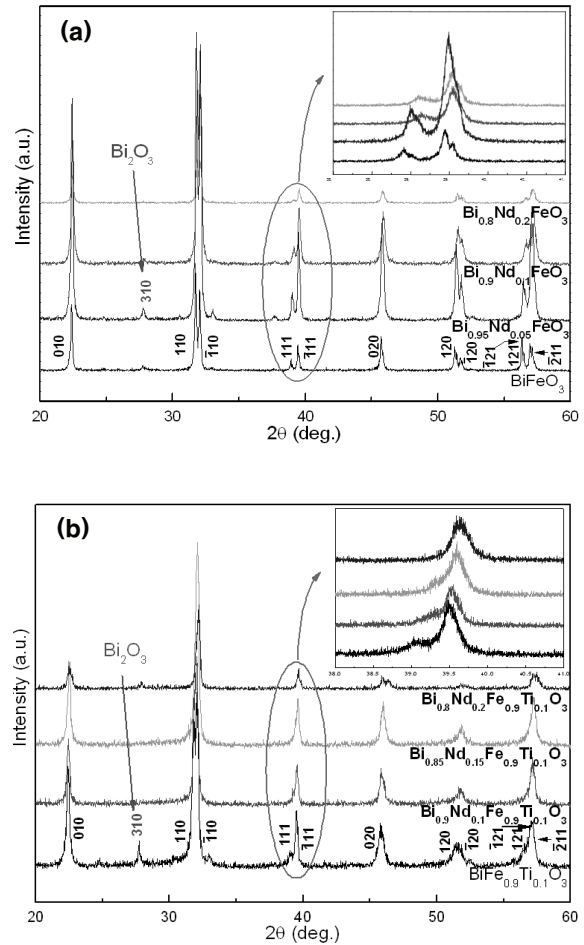 (a)
Intensity (a.u.)
Bi₂O₃
310
Bi₀.₈Nd₀.₂FeO₃
Bi₀.₉Nd₀.₁FeO₃
Bi₀.₉₅Nd₀.₀₅FeO₃
BiFeO₃
010
110
1̅10
111
1̅11
020
120
1̅20
1̅21
121
2̅11
20 30 40 50 60
2θ (deg.)
(b)
Intensity (a.u.)
Bi₂O₃
310
38.0 38.5 39.0 39.5 40.0 40.5 41.0
Bi₀.₈Nd₀.₂Fe₀.₉Ti₀.₁O₃
Bi₀.₈₅Nd₀.₁₅Fe₀.₉Ti₀.₁O₃
Bi₀.₉Nd₀.₁Fe₀.₉Ti₀.₁O₃
BiFe₀.₉Ti₀.₁O₃
010
110
1̅10
111
1̅11
020
120
1̅20
1̅21
121
2̅11
20 30 40 50 60
2θ (deg.)